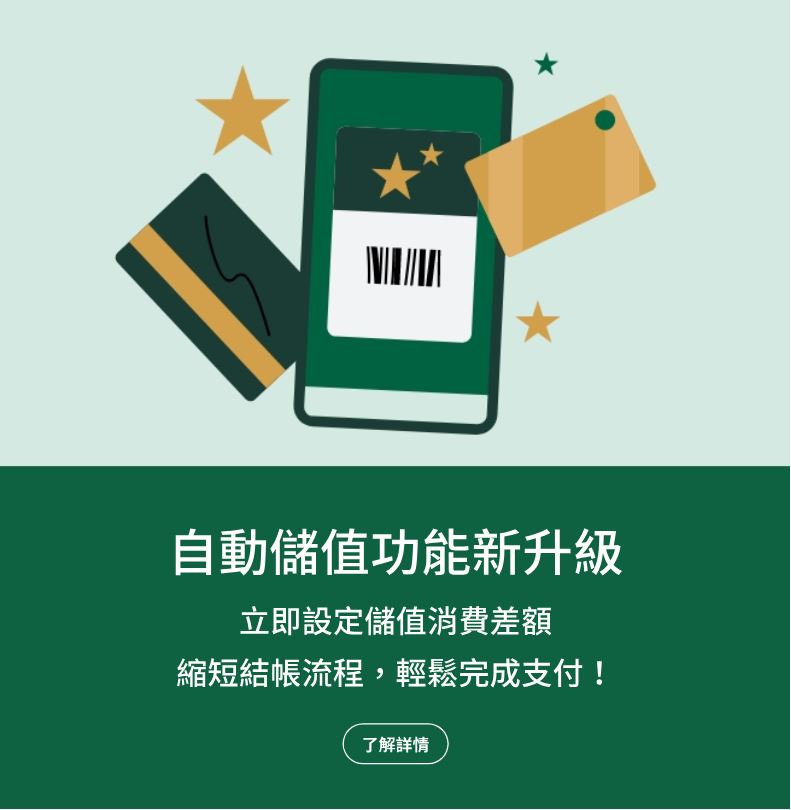 自動儲值功能新升級
立即設定儲值消費差額
縮短結帳流程，輕鬆完成支付！
了解詳情